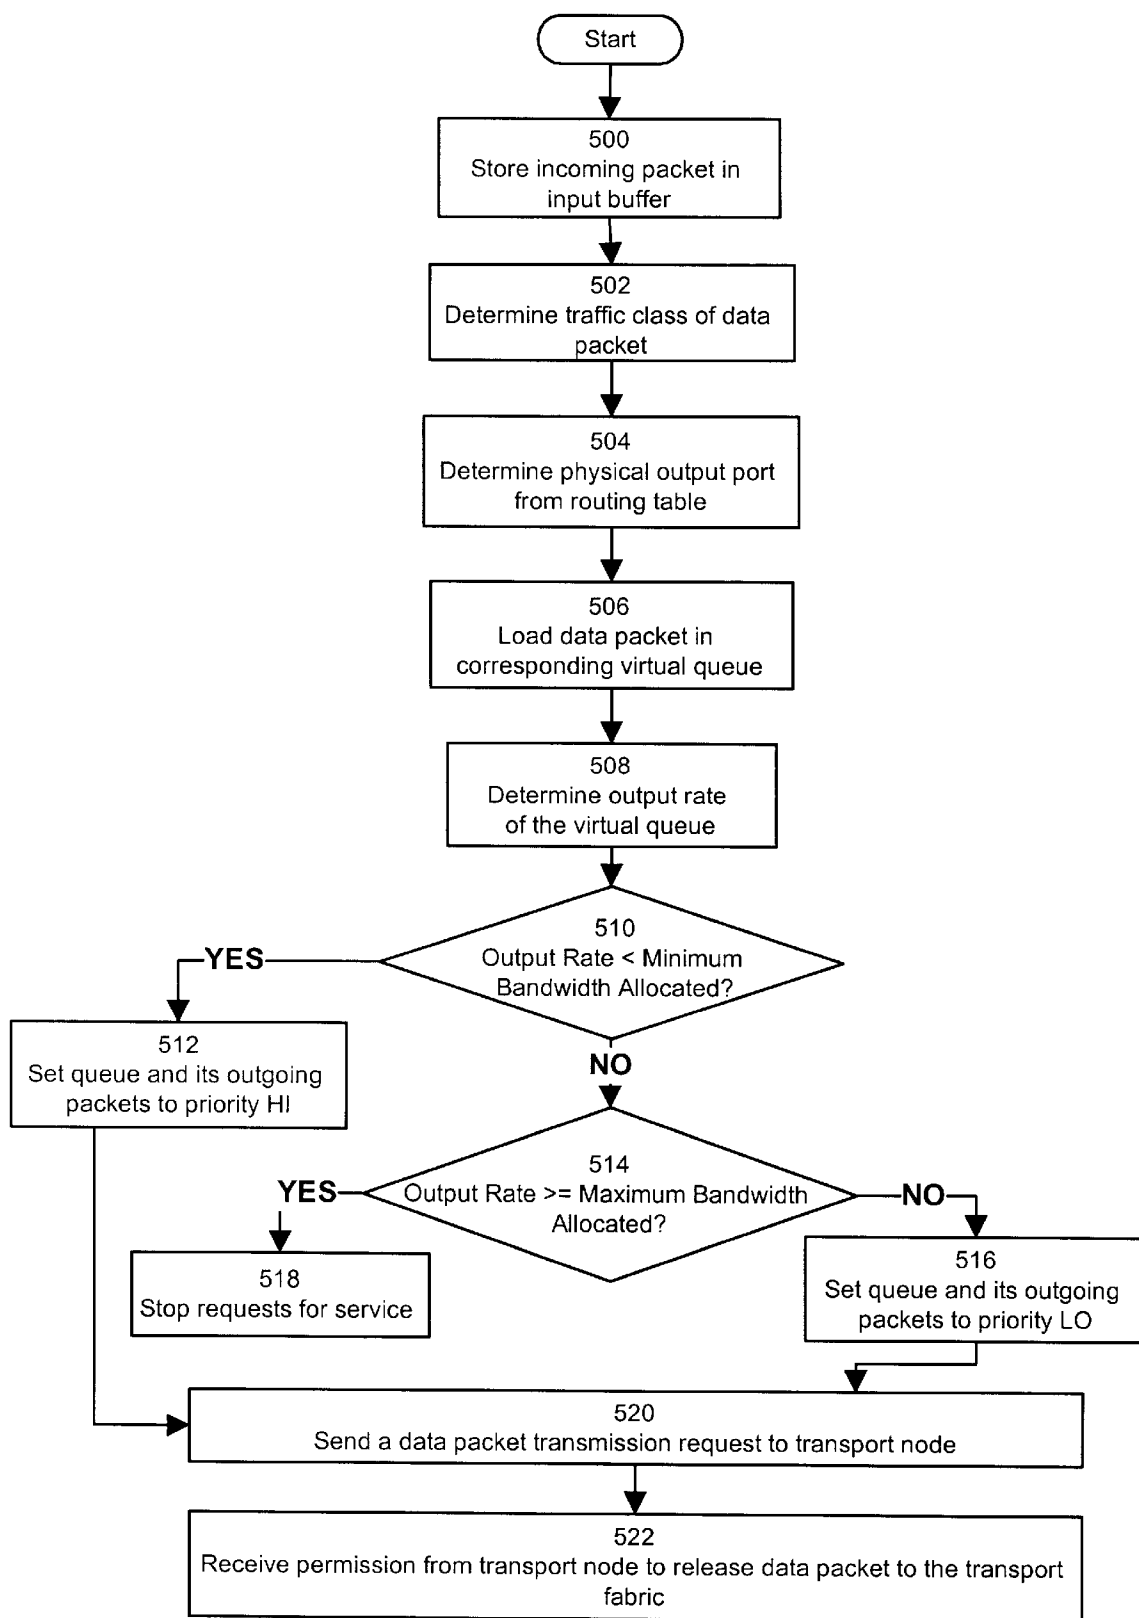 Start
500
Store incoming packet in
input buffer
502
Determine traffic class of data
packet
504
Determine physical output port
from routing table
506
Load data packet in
corresponding virtual queue
508
Determine output rate
of the virtual queue
510
Output Rate < Minimum
Bandwidth Allocated?
YES
512
Set queue and its outgoing
packets to priority HI
NO
514
Output Rate >= Maximum Bandwidth
Allocated?
YES
NO
518
Stop requests for service
516
Set queue and its outgoing
packets to priority LO
520
Send a data packet transmission request to transport node
522
Receive permission from transport node to release data packet to the transport
fabric